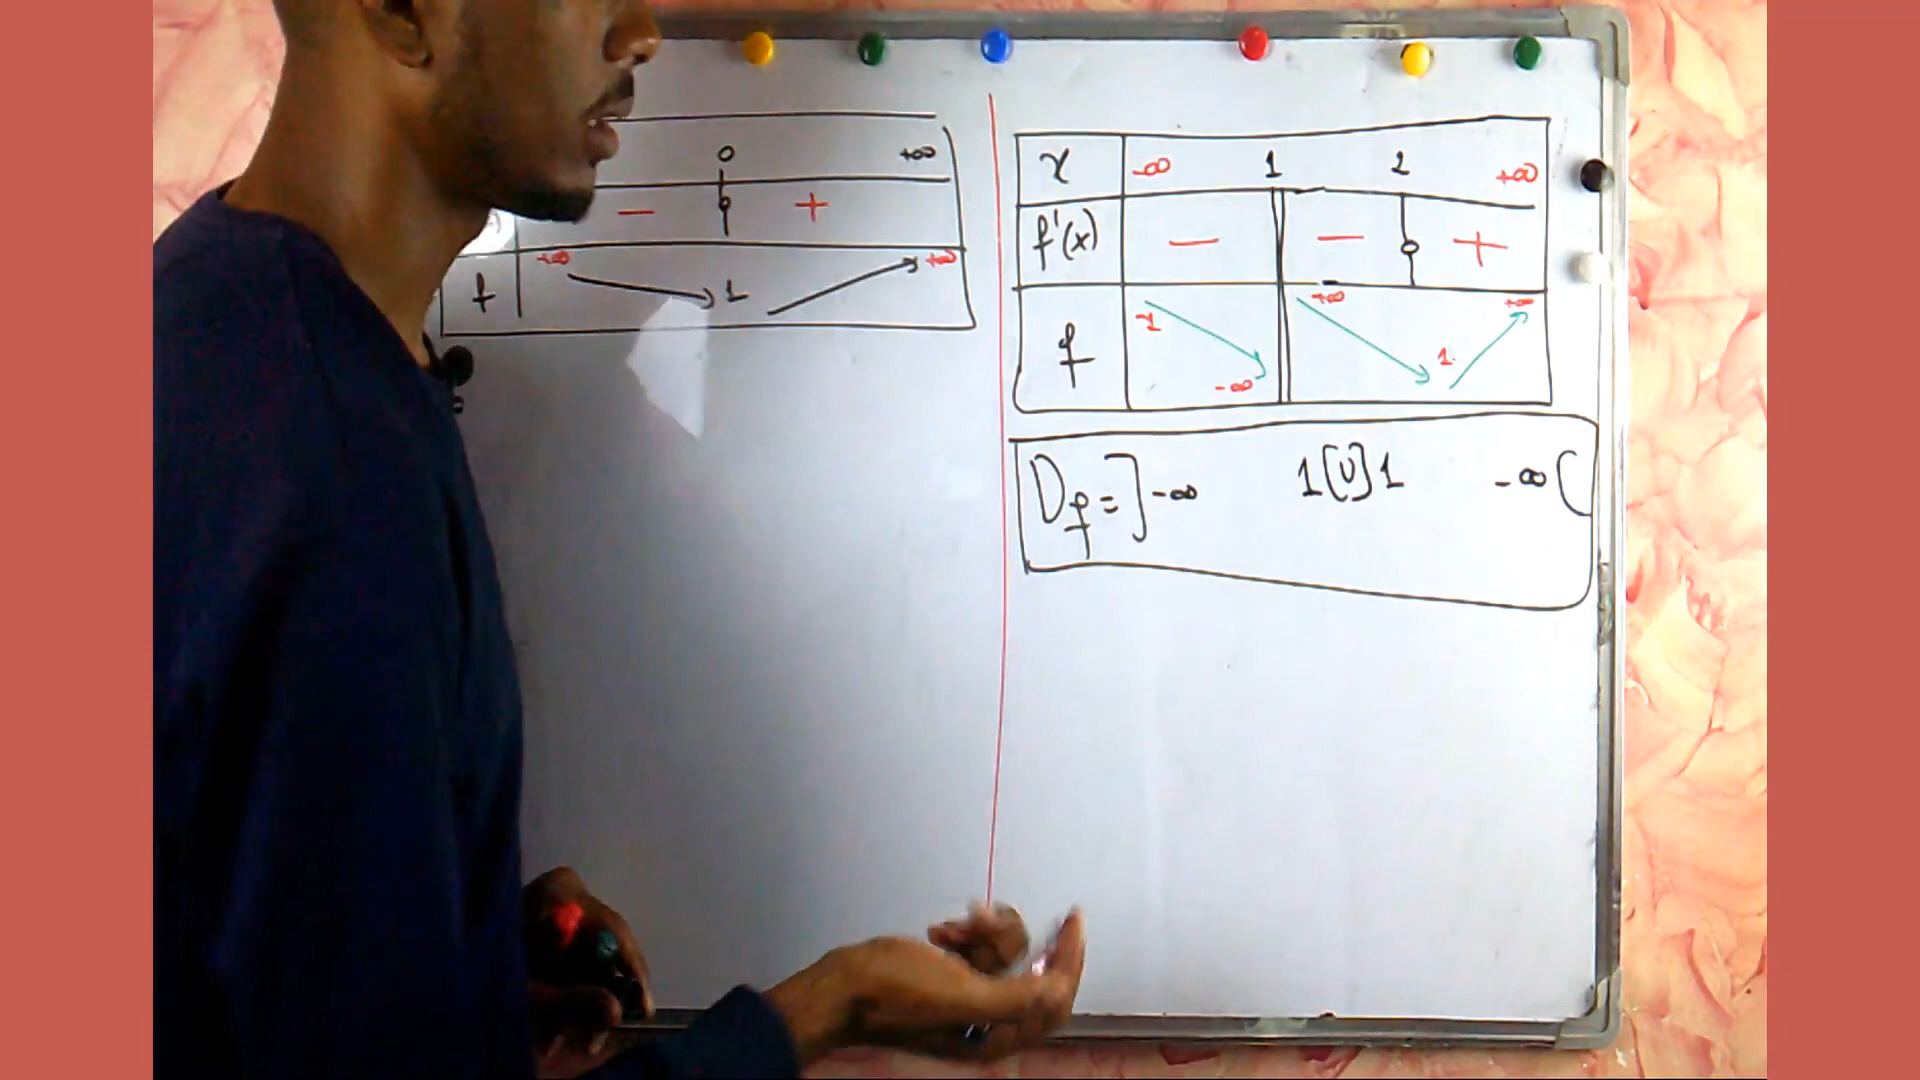 0 +∞
− +
+∞ +∞
f 1
x -∞ 1 2 +∞
f'(x) − − +
+∞ +∞
1 1
f -∞
Df = ]-∞ 1[U]1 -∞[